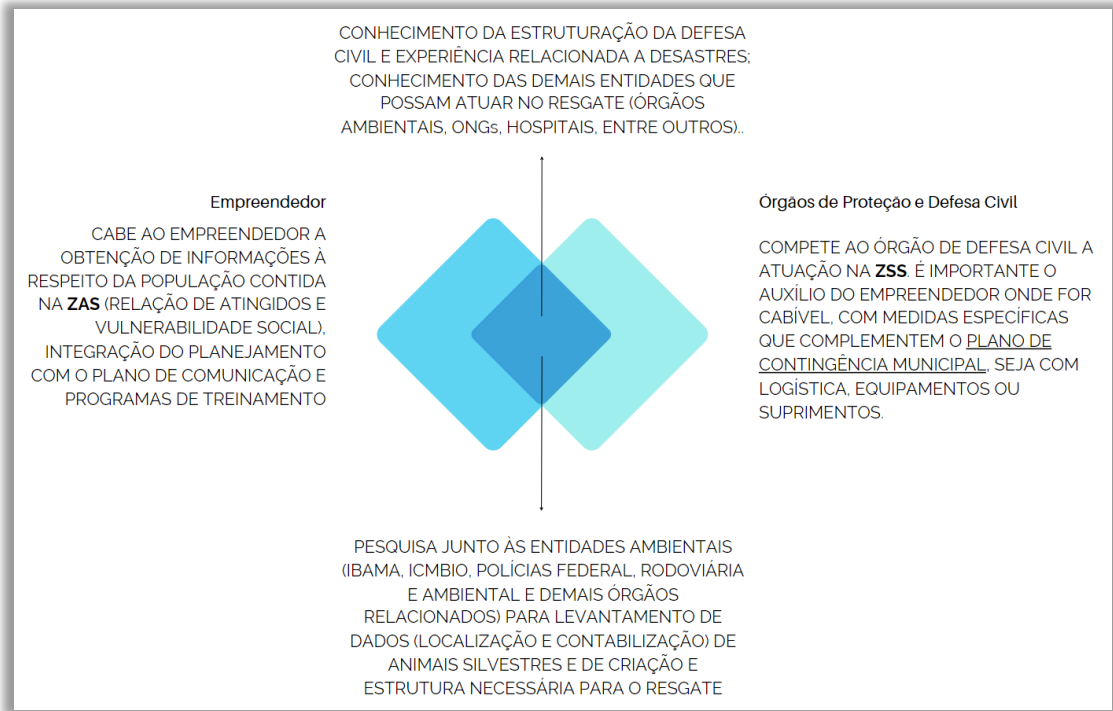 CONHECIMENTO DA ESTRUTURAÇÃO DA DEFESA
CIVIL E EXPERIÊNCIA RELACIONADA A DESASTRES;
CONHECIMENTO DAS DEMAIS ENTIDADES QUE
POSSAM ATUAR NO RESGATE (ÓRGÃOS
AMBIENTAIS, ONGs, HOSPITAIS, ENTRE OUTROS)..
Empreendedor
CABE AO EMPREENDEDOR A
OBTENÇÃO DE INFORMAÇÕES À
RESPEITO DA POPULAÇÃO CONTIDA
NA ZAS (RELAÇÃO DE ATINGIDOS E
VULNERABILIDADE SOCIAL),
INTEGRAÇÃO DO PLANEJAMENTO
COM O PLANO DE COMUNICAÇÃO E
PROGRAMAS DE TREINAMENTO
Órgãos de Proteção e Defesa Civil
COMPETE AO ÓRGÃO DE DEFESA CIVIL A
ATUAÇÃO NA ZSS. É IMPORTANTE O
AUXÍLIO DO EMPREENDEDOR ONDE FOR
CABÍVEL, COM MEDIDAS ESPECÍFICAS
QUE COMPLEMENTEM O PLANO DE
CONTINGÊNCIA MUNICIPAL, SEJA COM
LOGÍSTICA, EQUIPAMENTOS OU
SUPRIMENTOS.
PESQUISA JUNTO ÀS ENTIDADES AMBIENTAIS
(IBAMA, ICMBIO, POLÍCIAS FEDERAL, RODOVIÁRIA
E AMBIENTAL E DEMAIS ÓRGÃOS
RELACIONADOS) PARA LEVANTAMENTO DE
DADOS (LOCALIZAÇÃO E CONTABILIZAÇÃO) DE
ANIMAIS SILVESTRES E DE CRIAÇÃO E
ESTRUTURA NECESSÁRIA PARA O RESGATE